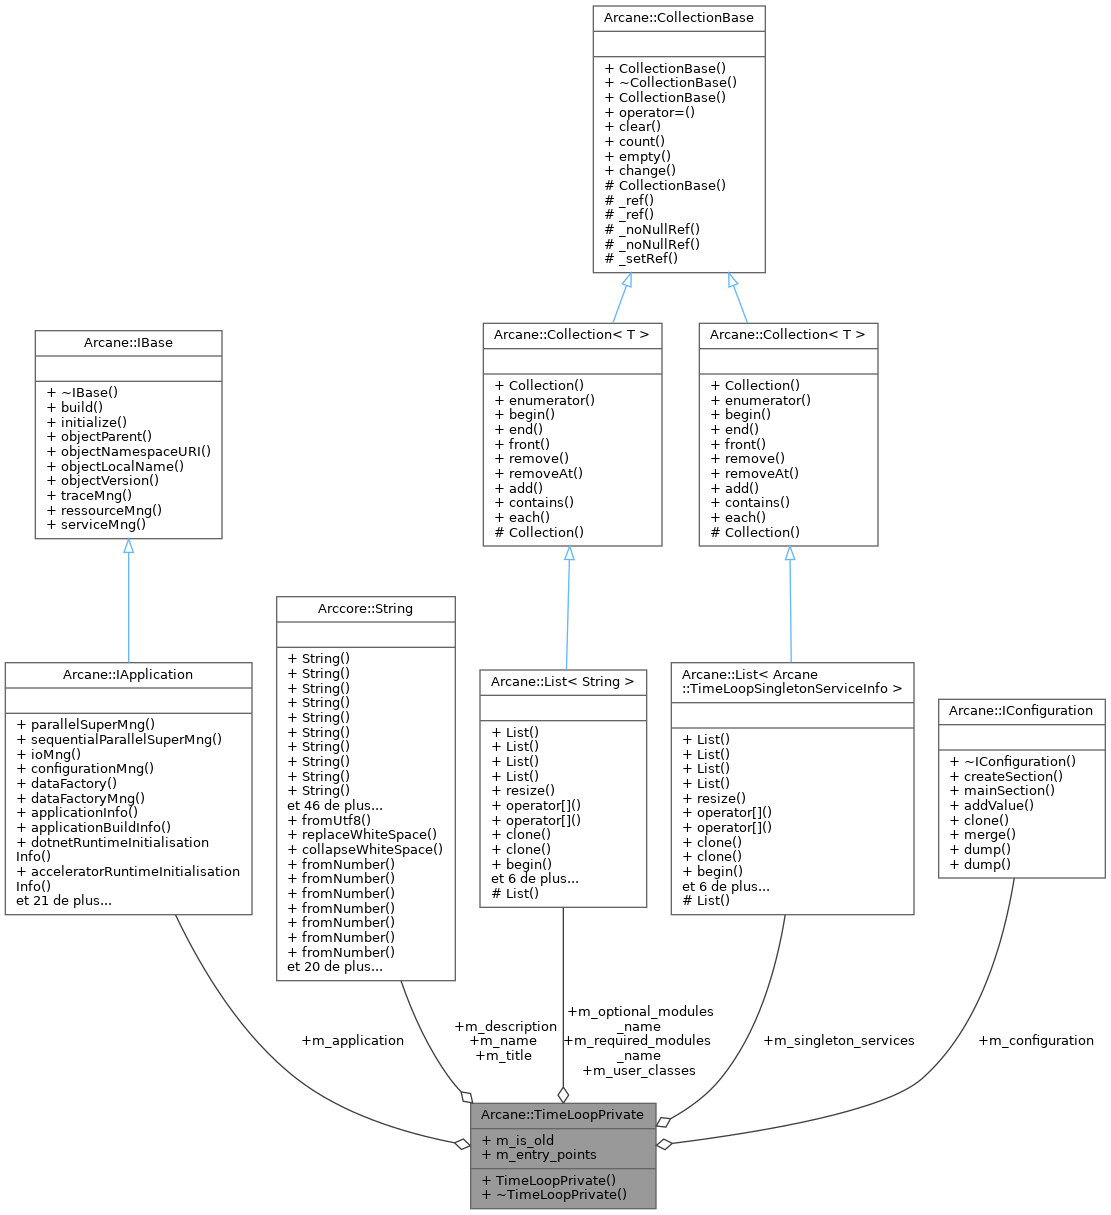 Arcane::CollectionBase
+ CollectionBase()
+ ~CollectionBase()
+ CollectionBase()
+ operator=()
+ clear()
+ count()
+ empty()
+ change()
# CollectionBase()
# _ref()
# _ref()
# _noNullRef()
# _noNullRef()
# _setRef()
Arcane::IBase
+ ~IBase()
+ build()
+ initialize()
+ objectParent()
+ objectNamespaceURI()
+ objectLocalName()
+ objectVersion()
+ traceMng()
+ ressourceMng()
+ serviceMng()
Arcane::Collection< T >
+ Collection()
+ enumerator()
+ begin()
+ end()
+ front()
+ remove()
+ removeAt()
+ add()
+ contains()
+ each()
# Collection()
Arcane::Collection< T >
+ Collection()
+ enumerator()
+ begin()
+ end()
+ front()
+ remove()
+ removeAt()
+ add()
+ contains()
+ each()
# Collection()
Arcane::IApplication
+ parallelSuperMng()
+ sequentialParallelSuperMng()
+ ioMng()
+ configurationMng()
+ dataFactory()
+ dataFactoryMng()
+ applicationInfo()
+ applicationBuildInfo()
+ dotnetRuntimeInitialisation
Info()
+ acceleratorRuntimeInitialisation
Info()
et 21 de plus...
Arccore::String
+ String()
+ String()
+ String()
+ String()
+ String()
+ String()
+ String()
+ String()
+ String()
+ String()
et 46 de plus...
+ fromUtf8()
+ replaceWhiteSpace()
+ collapseWhiteSpace()
+ fromNumber()
+ fromNumber()
+ fromNumber()
+ fromNumber()
+ fromNumber()
+ fromNumber()
+ fromNumber()
et 20 de plus...
Arcane::List< String >
+ List()
+ List()
+ List()
+ List()
+ resize()
+ operator[]()
+ operator[]()
+ clone()
+ clone()
+ begin()
et 6 de plus...
# List()
Arcane::List< Arcane
::TimeLoopSingletonServiceInfo >
+ List()
+ List()
+ List()
+ List()
+ resize()
+ operator[]()
+ operator[]()
+ clone()
+ clone()
+ begin()
et 6 de plus...
# List()
Arcane::IConfiguration
+ ~IConfiguration()
+ createSection()
+ mainSection()
+ addValue()
+ clone()
+ merge()
+ dump()
+ dump()
+m_application
+m_description
+m_name
+m_title
+m_optional_modules
_name
+m_required_modules
_name
+m_user_classes
+m_singleton_services
+m_configuration
Arcane::TimeLoopPrivate
+ m_is_old
+ m_entry_points
+ TimeLoopPrivate()
+ ~TimeLoopPrivate()